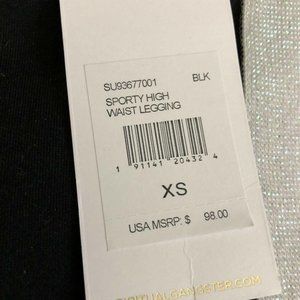 SU93677001 BLK
SPORTY HIGH
WAIST LEGGING
1 91141 20432 4
XS
USA MSRP: $ 98.00